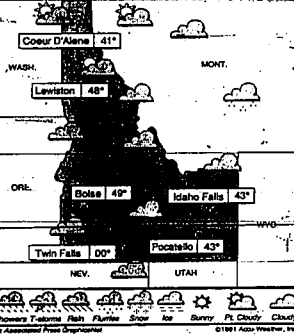 Coeur D'Alene 41°
WASH.
MONT.
Lewiston 48°
ORE.
Boise 49°
Idaho Falls 43°
WYO
Twin Falls 00°
Pocatello 43°
NEV.
UTAH
howers T-storms Rain Flurries Snow Ice Sunny Pt. Cloudy Cloudy
Associated Press GraphicsNet
©1991 Accu-Weather, Inc